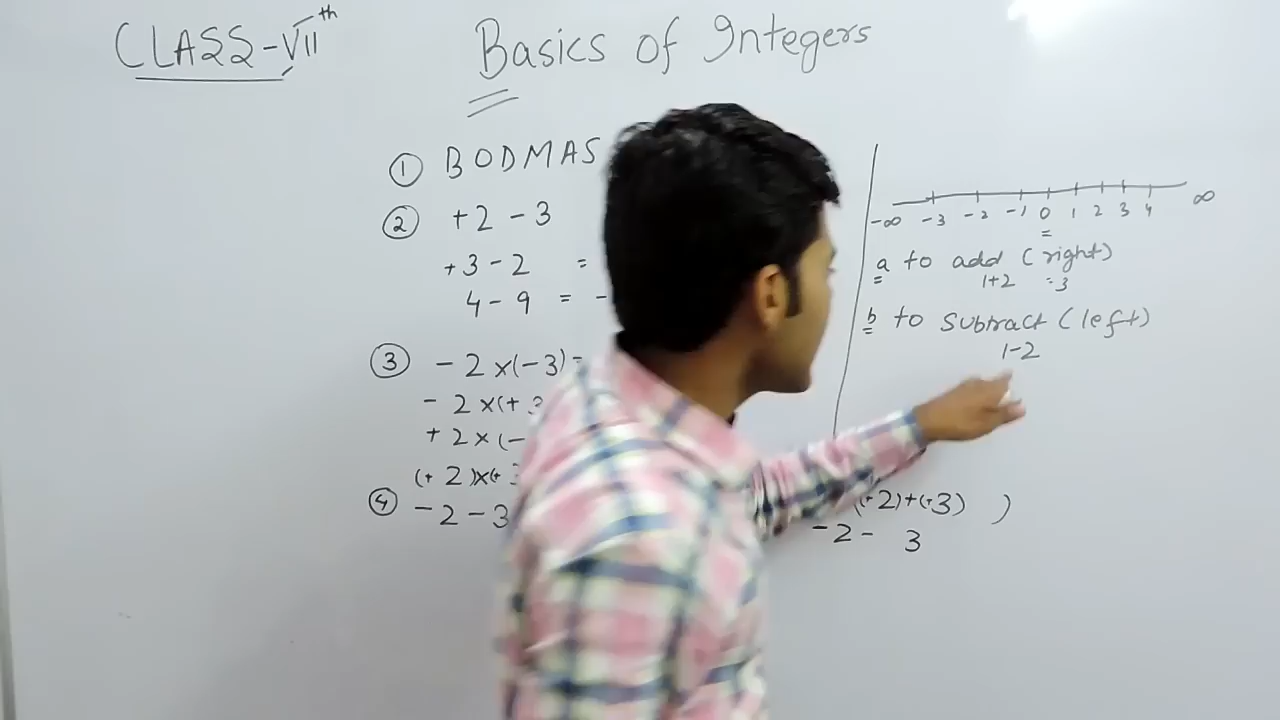 CLASS-VII th
Basics of Integers
① BODMAS
② +2 - 3
+3 - 2 =
4 - 9 = -
③ - 2 x(-3)=
- 2 x(+ 3
+ 2 x (-
(+ 2)x(+ 3
④ -2 - 3
-∞ -3 -2 -1 0 1 2 3 4 ∞
a to add (right)
1+2 =3
b to subtract (left)
1-2
(+2)+(+3) )
-2 - 3